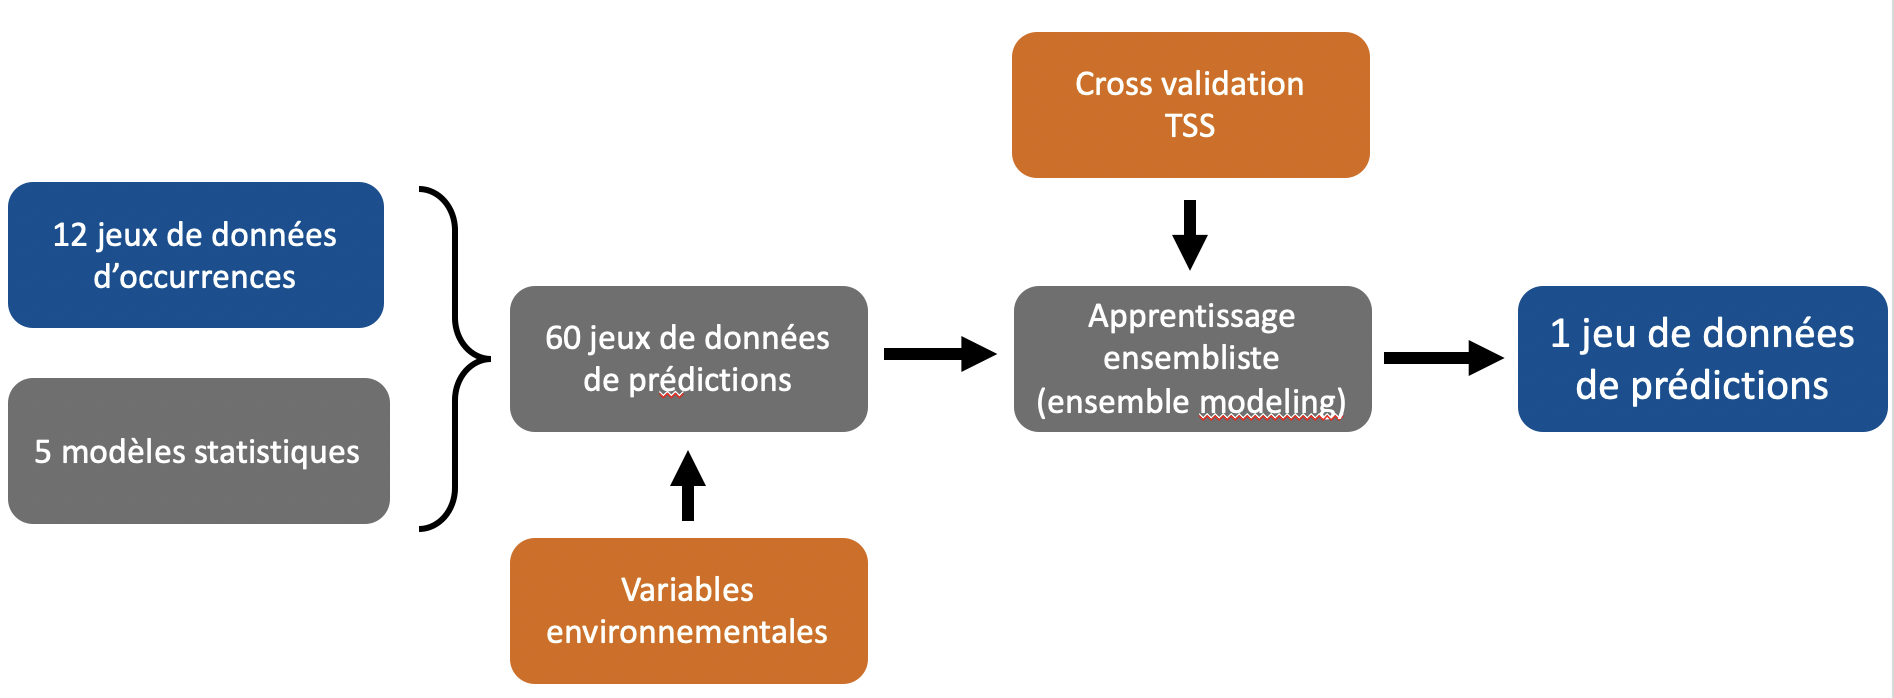 12 jeux de données
d’occurrences
5 modèles statistiques
60 jeux de données
de prédictions
Variables
environnementales
Cross validation
TSS
Apprentissage
ensembliste
(ensemble modeling)
1 jeu de données
de prédictions